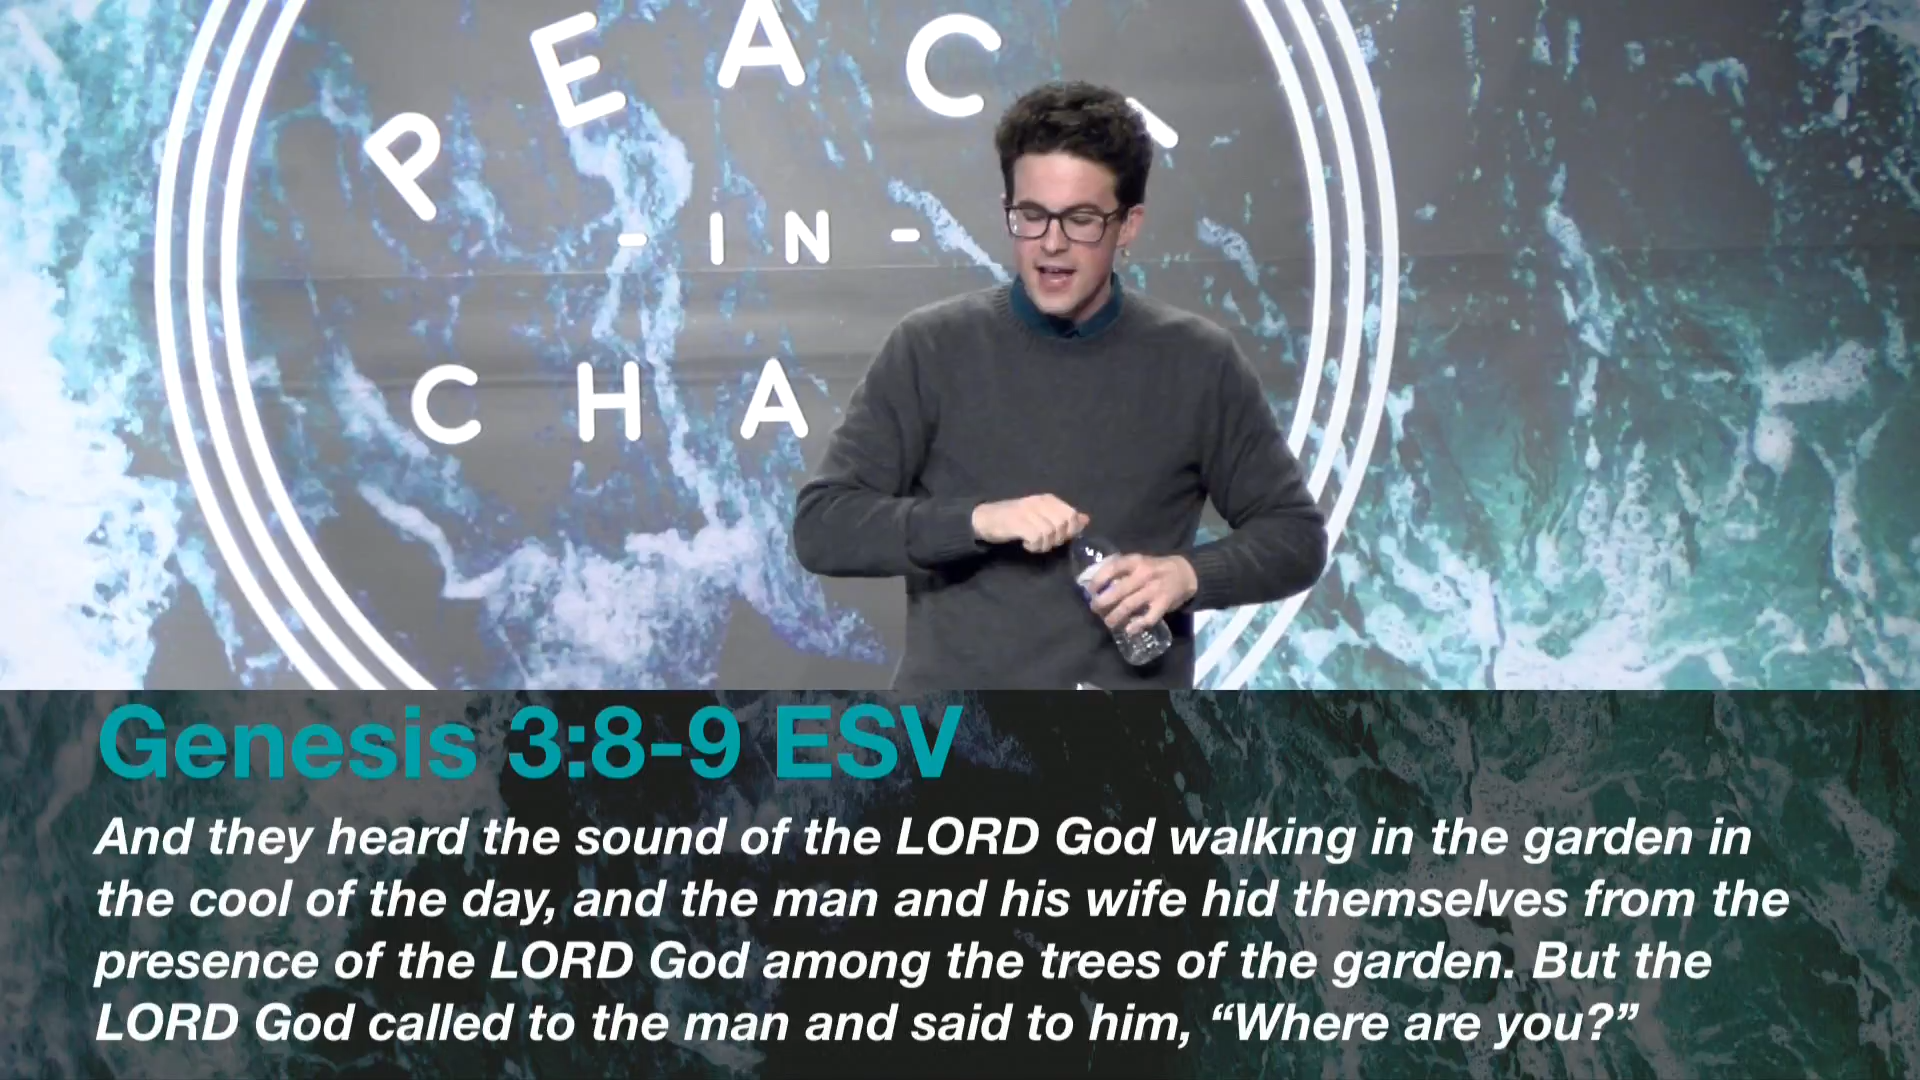 PEAC
- IN -
CHA
Genesis 3:8-9 ESV
And they heard the sound of the LORD God walking in
the garden in the cool of the day, and the man and his wife hid themselves from the
presence of the LORD God among the trees of the garden. But the
LORD God called to the man and said to him, “Where are you?”